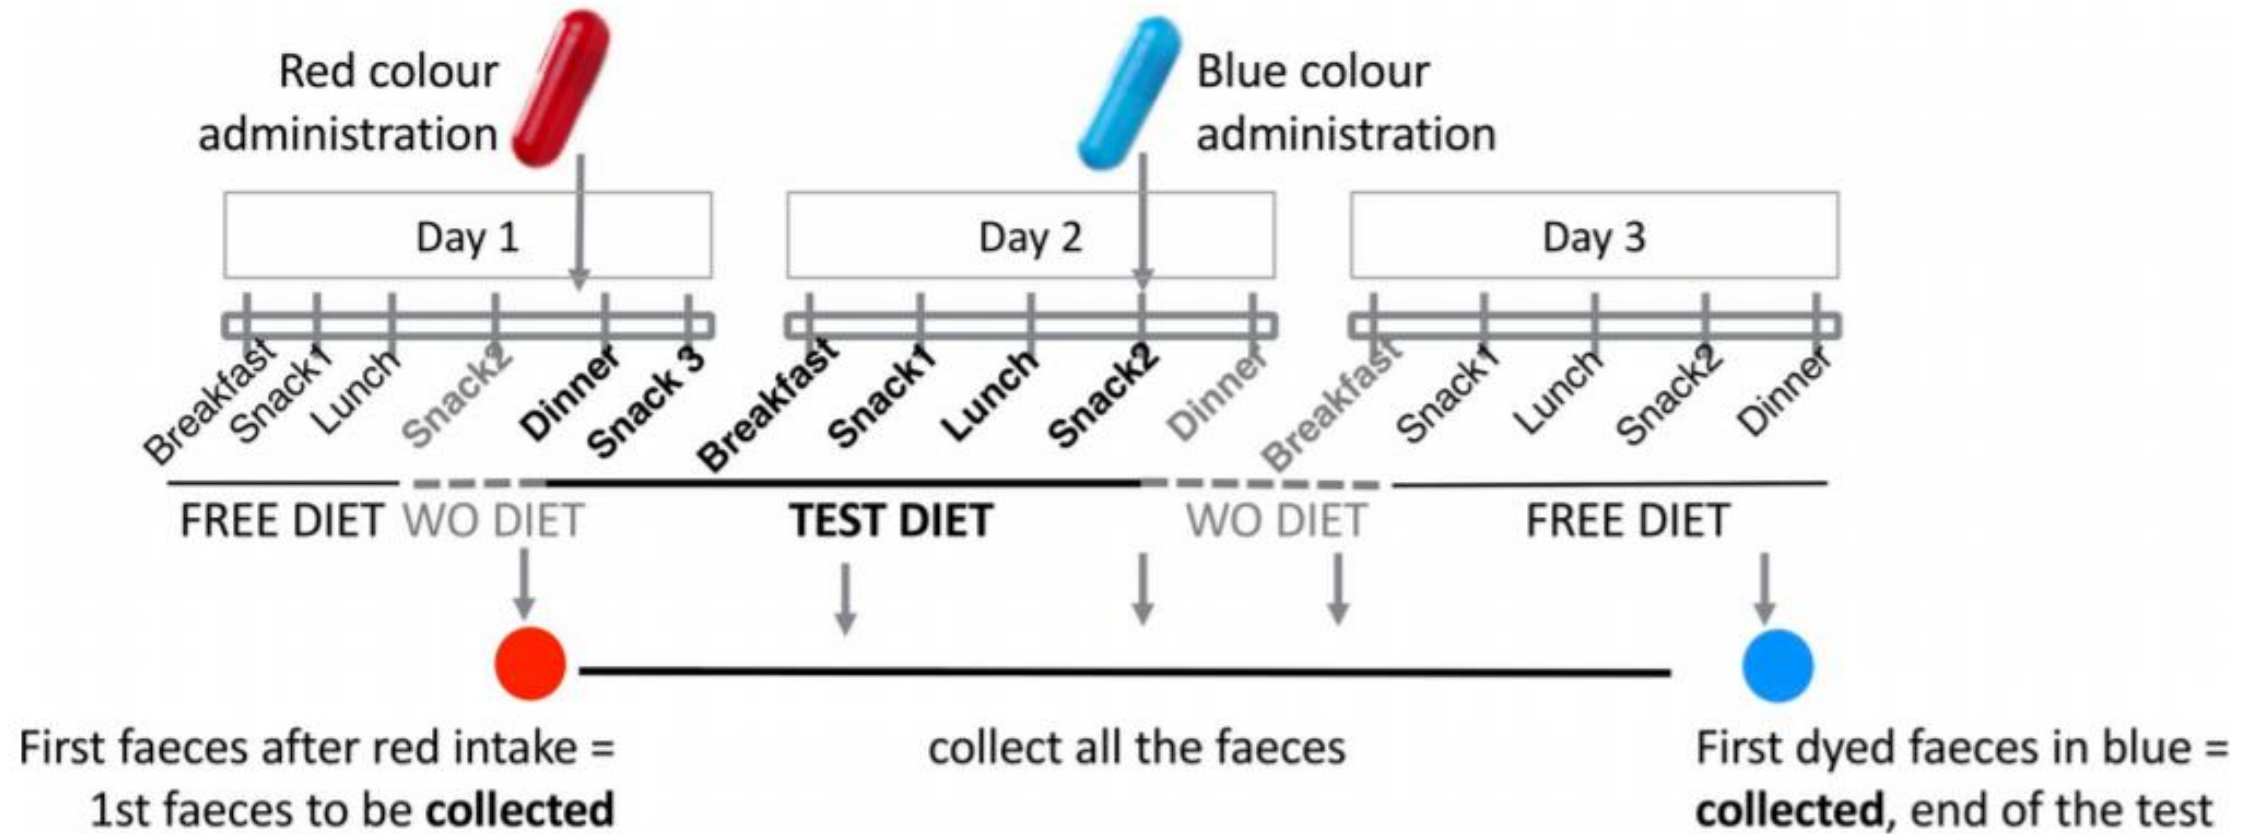 Red colour
administration
Blue colour
administration
Day 1
Day 2
Day 3
Breakfast
Snack1
Lunch
Snack2
Dinner
Snack 3
Breakfast
Snack1
Lunch
Snack2
Dinner
Breakfast
Snack1
Lunch
Snack2
Dinner
FREE DIET
WO DIET
TEST DIET
WO DIET
FREE DIET
First faeces after red intake =
1st faeces to be collected
collect all the faeces
First dyed faeces in blue =
collected, end of the test